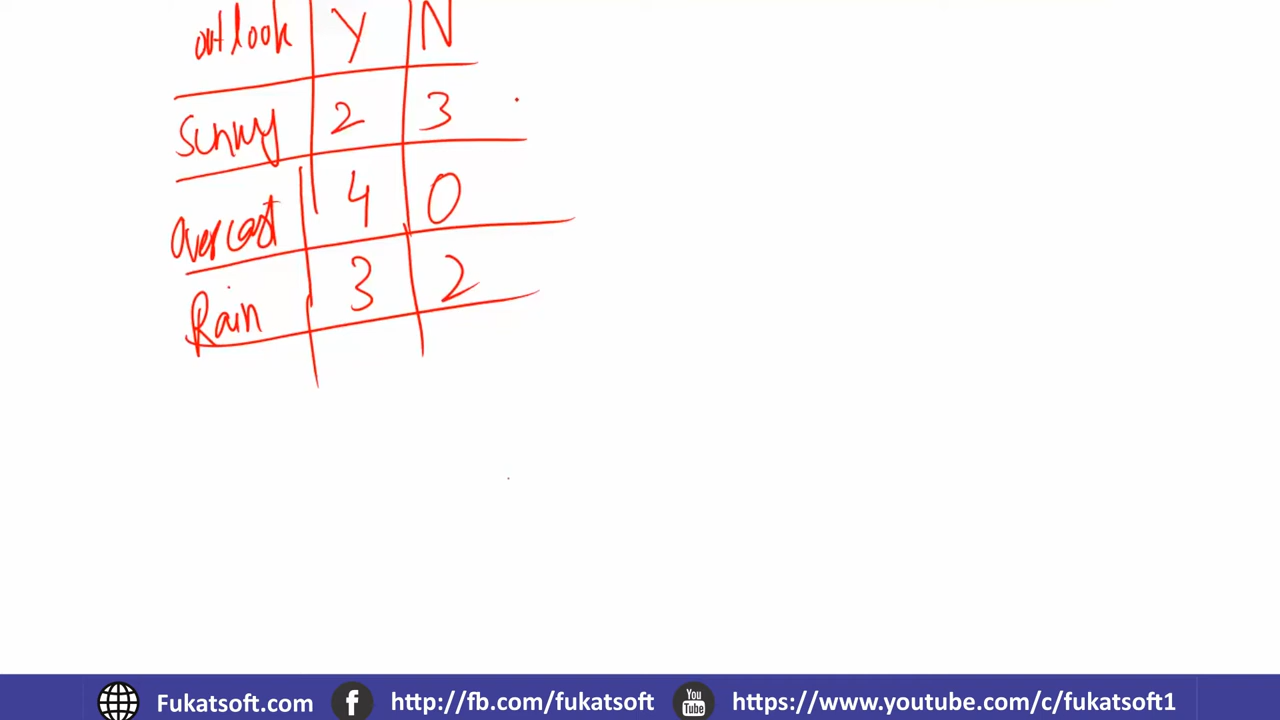 outlook Y N
Sunny 2 3
Overcast 4 0
Rain 3 2
Fukatsoft.com f http://fb.com/fukatsoft You Tube https://www.youtube.com/c/fukatsoft1